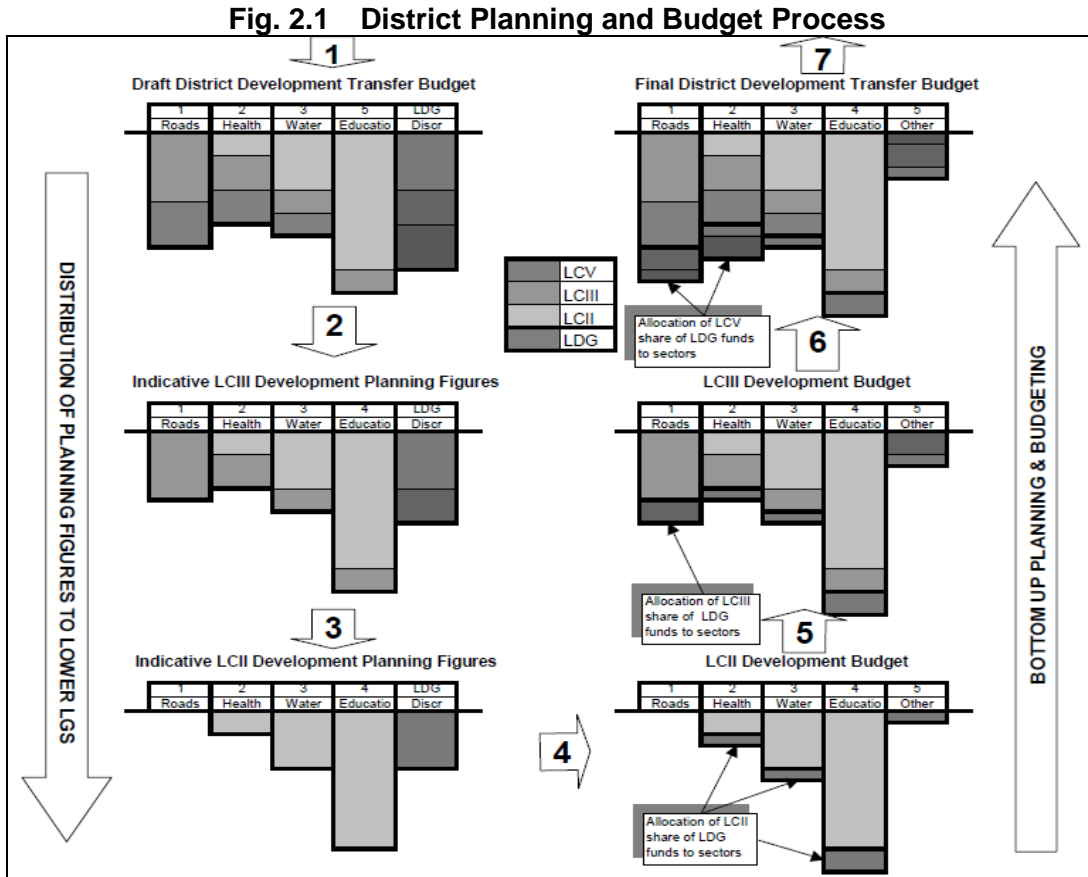 Fig. 2.1 District Planning and Budget Process
1
Draft District Development Transfer Budget
1 2 3 5 LDG
Roads Health Water Educatio Discr
2
Indicative LCIII Development Planning Figures
1 2 3 4 LDG
Roads Health Water Educatio Discr
3
Indicative LCII Development Planning Figures
1 2 3 4 LDG
Roads Health Water Educatio Discr
DISTRIBUTION OF PLANNING FIGURES TO LOWER LGS
LCV
LCIII
LCII
LDG
4
7
Final District Development Transfer Budget
1 2 3 4 5
Roads Health Water Educatio Other
Allocation of LCV
share of LDG funds
to sectors
6
LCIII Development Budget
1 2 3 4 5
Roads Health Water Educatio Other
Allocation of LCIII
share of LDG
funds to sectors
5
LCII Development Budget
1 2 3 4 5
Roads Health Water Educatio Other
Allocation of LCII
share of LDG
funds to sectors
BOTTOM UP PLANNING & BUDGETING